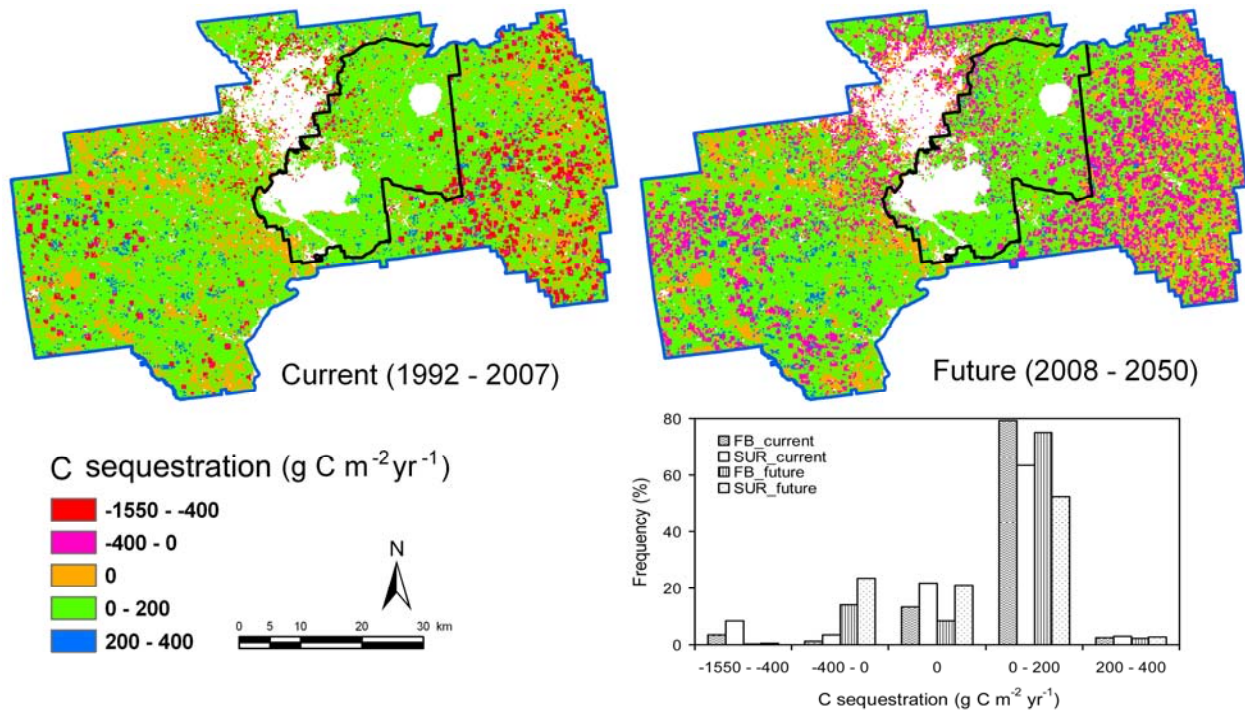 Current (1992 - 2007)
Future (2008 - 2050)
C sequestration (g C m⁻² yr⁻¹)
-1550 - -400
-400 - 0
0
0 - 200
200 - 400
N
0 5 10 20 30 km
80
60
40
20
0
Frequency (%)
FB_current
SUR_current
FB_future
SUR_future
-1550 - -400 -400 - 0 0 0 - 200 200 - 400
C sequestration (g C m⁻² yr⁻¹)